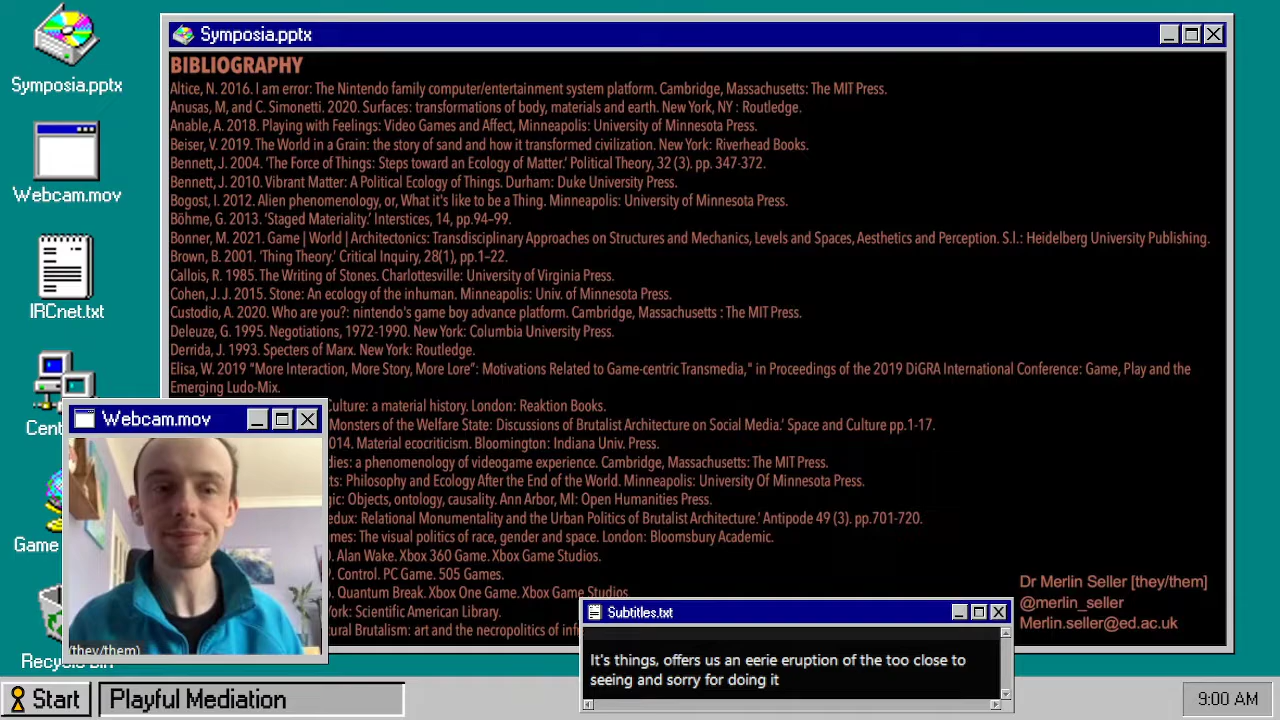 Symposia.pptx
Webcam.mov
IRCnet.txt
Cent
Game
Recycle Bin
Symposia.pptx
BIBLIOGRAPHY
Altice, N. 2016. I am error: The Nintendo family computer/entertainment system platform. Cambridge, Massachusetts: The MIT Press.
Anusas, M, and C. Simonetti. 2020. Surfaces: transformations of body, materials and earth. New York, NY : Routledge.
Anable, A. 2018. Playing with Feelings: Video Games and Affect, Minneapolis: University of Minnesota Press.
Beiser, V. 2019. The World in a Grain: the story of sand and how it transformed civilization. New York: Riverhead Books.
Bennett, J. 2004. 'The Force of Things: Steps toward an Ecology of Matter.' Political Theory, 32 (3). pp. 347-372.
Bennett, J. 2010. Vibrant Matter: A Political Ecology of Things. Durham: Duke University Press.
Bogost, I. 2012. Alien phenomenology, or, What it's like to be a Thing. Minneapolis: University of Minnesota Press.
Böhme, G. 2013. 'Staged Materiality.' Interstices, 14, pp.94–99.
Bonner, M. 2021. Game | World | Architectonics: Transdisciplinary Approaches on Structures and Mechanics, Levels and Spaces, Aesthetics and Perception. S.l.: Heidelberg University Publishing.
Brown, B. 2001. 'Thing Theory.' Critical Inquiry, 28(1), pp.1–22.
Callois, R. 1985. The Writing of Stones. Charlottesville: University of Virginia Press.
Cohen, J. J. 2015. Stone: An ecology of the inhuman. Minneapolis: Univ. of Minnesota Press.
Custodio, A. 2020. Who are you?: nintendo's game boy advance platform. Cambridge, Massachusetts : The MIT Press.
Deleuze, G. 1995. Negotiations, 1972-1990. New York: Columbia University Press.
Derrida, J. 1993. Specters of Marx. New York: Routledge.
Elisa, W. 2019 "More Interaction, More Story, More Lore": Motivations Related to Game-centric Transmedia," in Proceedings of the 2019 DiGRA International Conference: Game, Play and the
Emerging Ludo-Mix.
Culture: a material history. London: Reaktion Books.
Monsters of the Welfare State: Discussions of Brutalist Architecture on Social Media.' Space and Culture pp.1-17.
014. Material ecocriticism. Bloomington: Indiana Univ. Press.
dies: a phenomenology of videogame experience. Cambridge, Massachusetts: The MIT Press.
ts: Philosophy and Ecology After the End of the World. Minneapolis: University Of Minnesota Press.
gic: Objects, ontology, causality. Ann Arbor, MI: Open Humanities Press.
edux: Relational Monumentality and the Urban Politics of Brutalist Architecture.' Antipode 49 (3). pp.701-720.
mes: The visual politics of race, gender and space. London: Bloomsbury Academic.
Alan Wake. Xbox 360 Game. Xbox Game Studios.
Control. PC Game. 505 Games.
Quantum Break. Xbox One Game. Xbox Game Studios
ork: Scientific American Library.
tural Brutalism: art and the necropolitics of inf
Dr Merlin Seller [they/them]
@merlin_seller
Merlin.seller@ed.ac.uk
Webcam.mov
(they/them)
Subtitles.txt
It's things, offers us an eerie eruption of the too close to
seeing and sorry for doing it
Start
Playful Mediation
9:00 AM